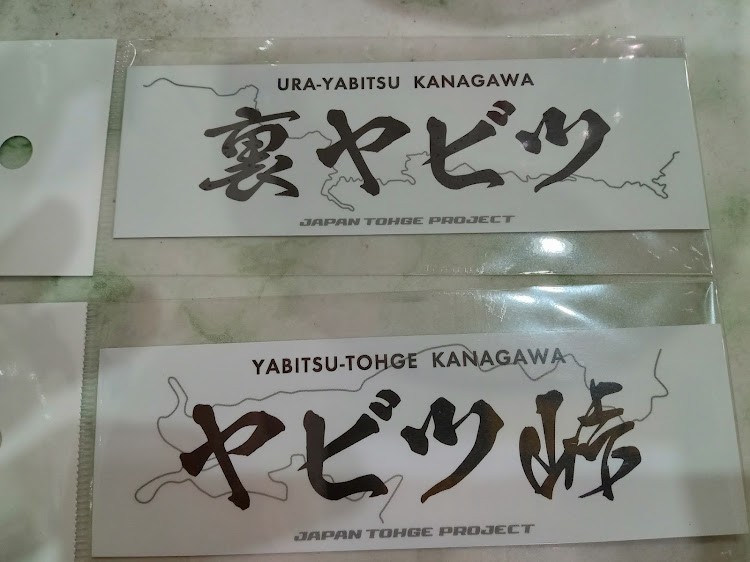 URA-YABITSU KANAGAWA
裏ヤビツ
JAPAN TOHGE PROJECT
YABITSU-TOHGE KANAGAWA
ヤビツ峠
JAPAN TOHGE PROJECT